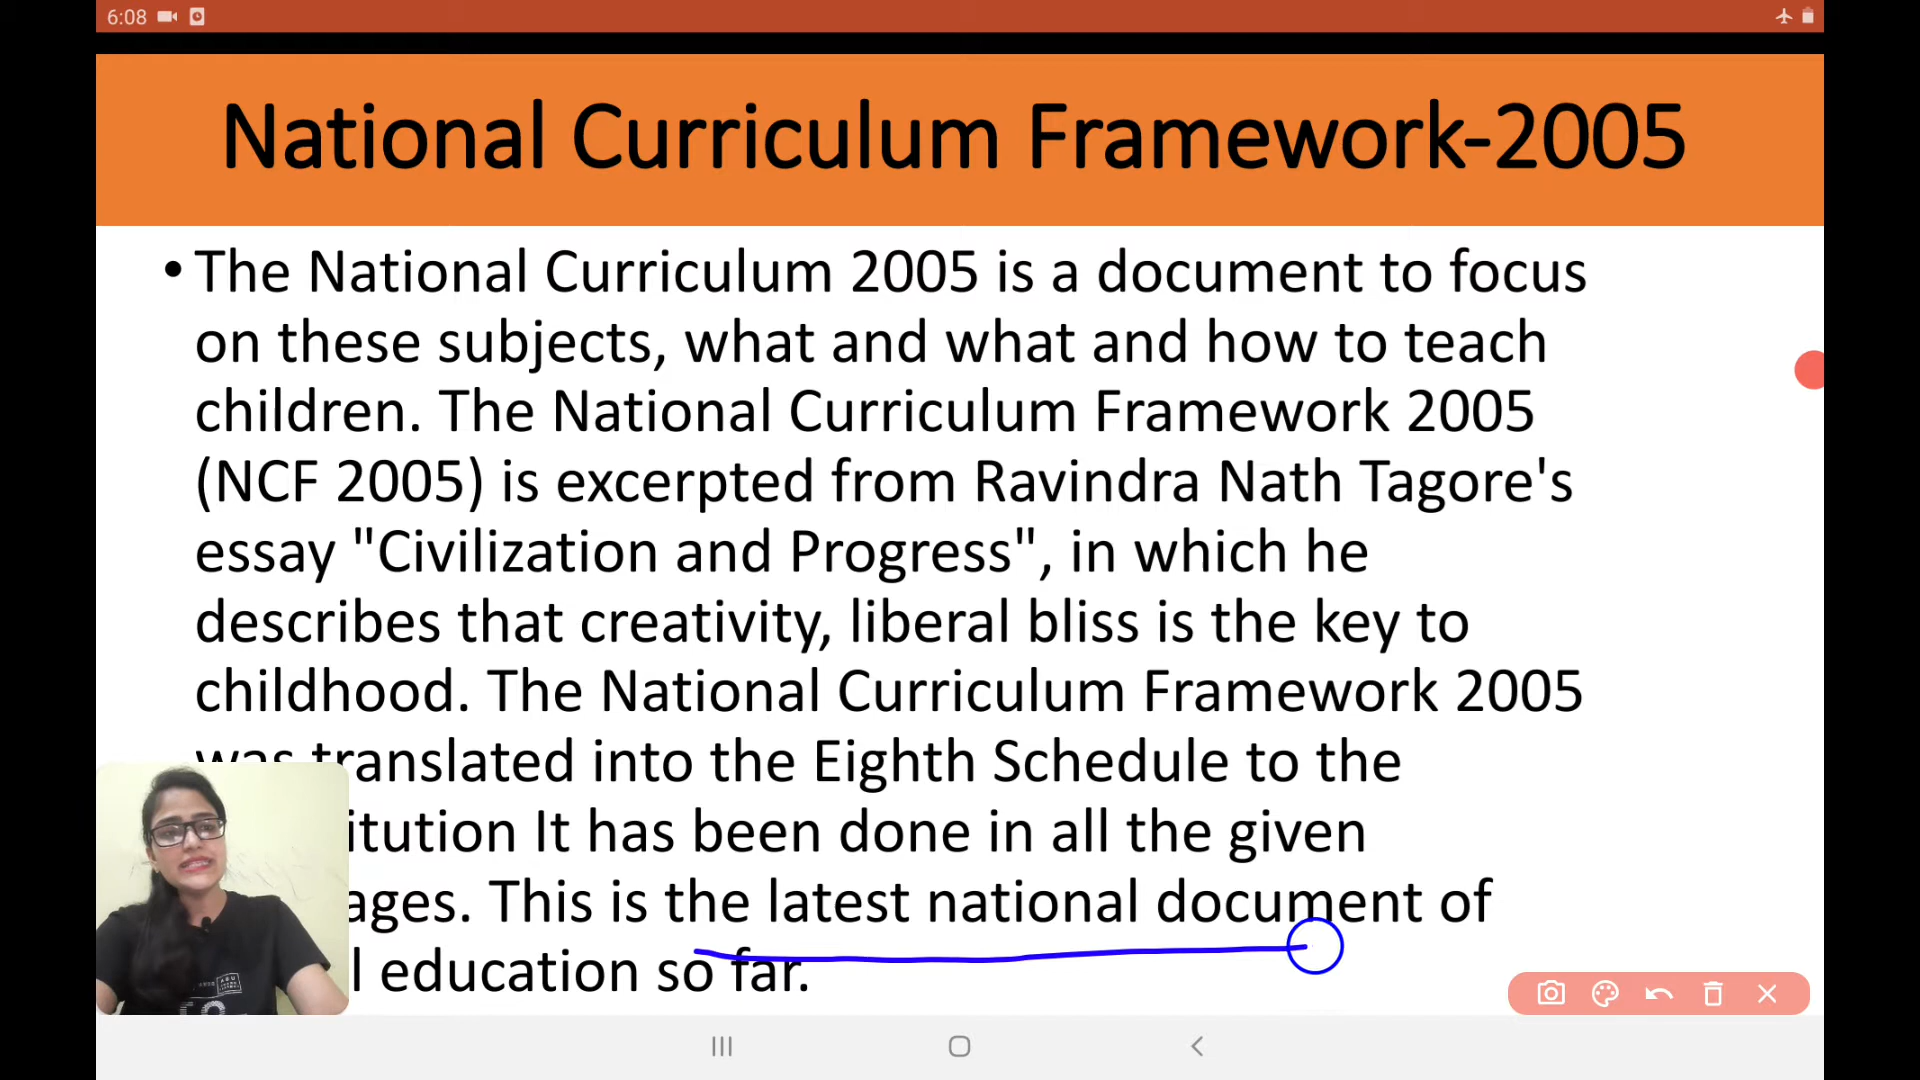 6:08
National Curriculum Framework-2005
• The National Curriculum 2005 is a document to focus
on these subjects, what and what and how to teach
children. The National Curriculum Framework 2005
(NCF 2005) is excerpted from Ravindra Nath Tagore's
essay "Civilization and Progress", in which he
describes that creativity, liberal bliss is the key to
childhood. The National Curriculum Framework 2005
was translated into the Eighth Schedule to the
itution It has been done in all the given
ages. This is the latest national document of
l education so far.